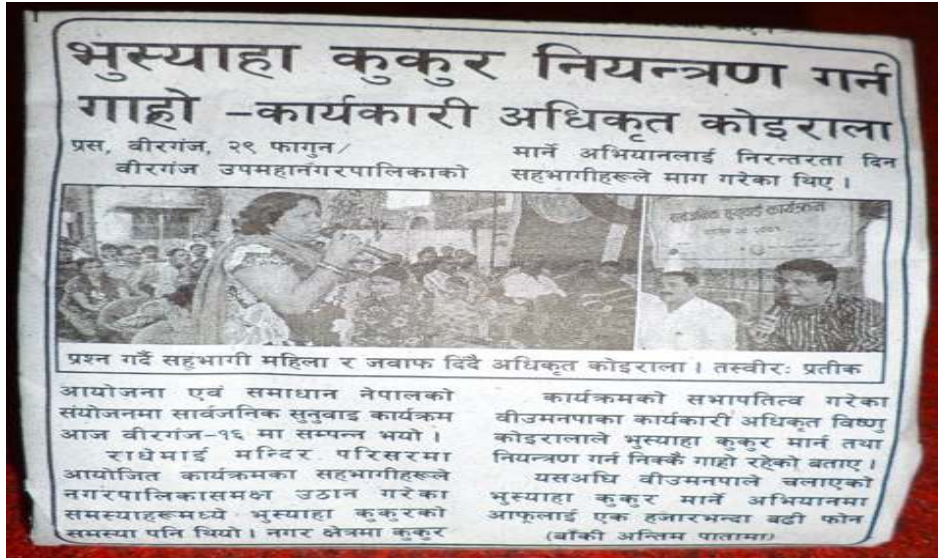 भुस्याहा कुकुर नियन्त्रण गर्न
गाह्रो -कार्यकारी अधिकृत कोइराला
प्रस, वीरगंज, २९ फागुन/
वीरगंज उपमहानगरपालिकाको
मार्ने अभियानलाई निरन्तरता दिन
सहभागीहरूले माग गरेका थिए ।
सार्वजनिक सुनुवाई कार्यक्रम
प्रश्न गर्दै सहभागी महिला र जवाफ दिँदै अधिकृत कोइराला । तस्वीरः प्रतीक
आयोजना एवं समाधान नेपालको
संयोजनमा सार्वजनिक सुनुवाइ कार्यक्रम
आज वीरगंज-१६ मा सम्पन्न भयो ।
राधेमाई मन्दिर परिसरमा
आयोजित कार्यक्रमका सहभागीहरूले
नगरपालिकासमक्ष उठान गरेका
समस्याहरूमध्ये भुस्याहा कुकुरको
समस्या पनि थियो । नगर क्षेत्रमा कुकुर
कार्यक्रमको सभापतित्व गरेका
वीउमनपाका कार्यकारी अधिकृत विष्णु
कोइरालाले भुस्याहा कुकुर मार्न तथा
नियन्त्रण गर्न निक्कै गाह्रो रहेको बताए ।
यसअघि वीउमनपाले चलाएको
भुस्याहा कुकुर मार्ने अभियानमा
आफूलाई एक हजारभन्दा बढी फोन
(बाँकी अन्तिम पातामा)